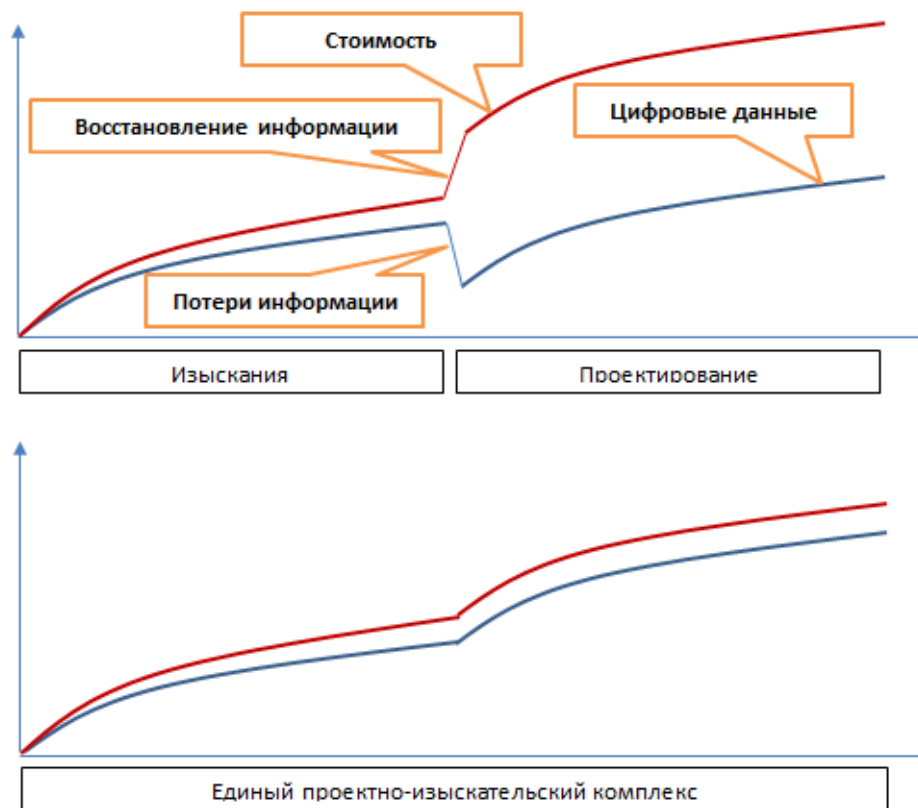 Стоимость
Восстановление информации
Цифровые данные
Потери информации
Изыскания
Проектирование
Единый проектно-изыскательский комплекс